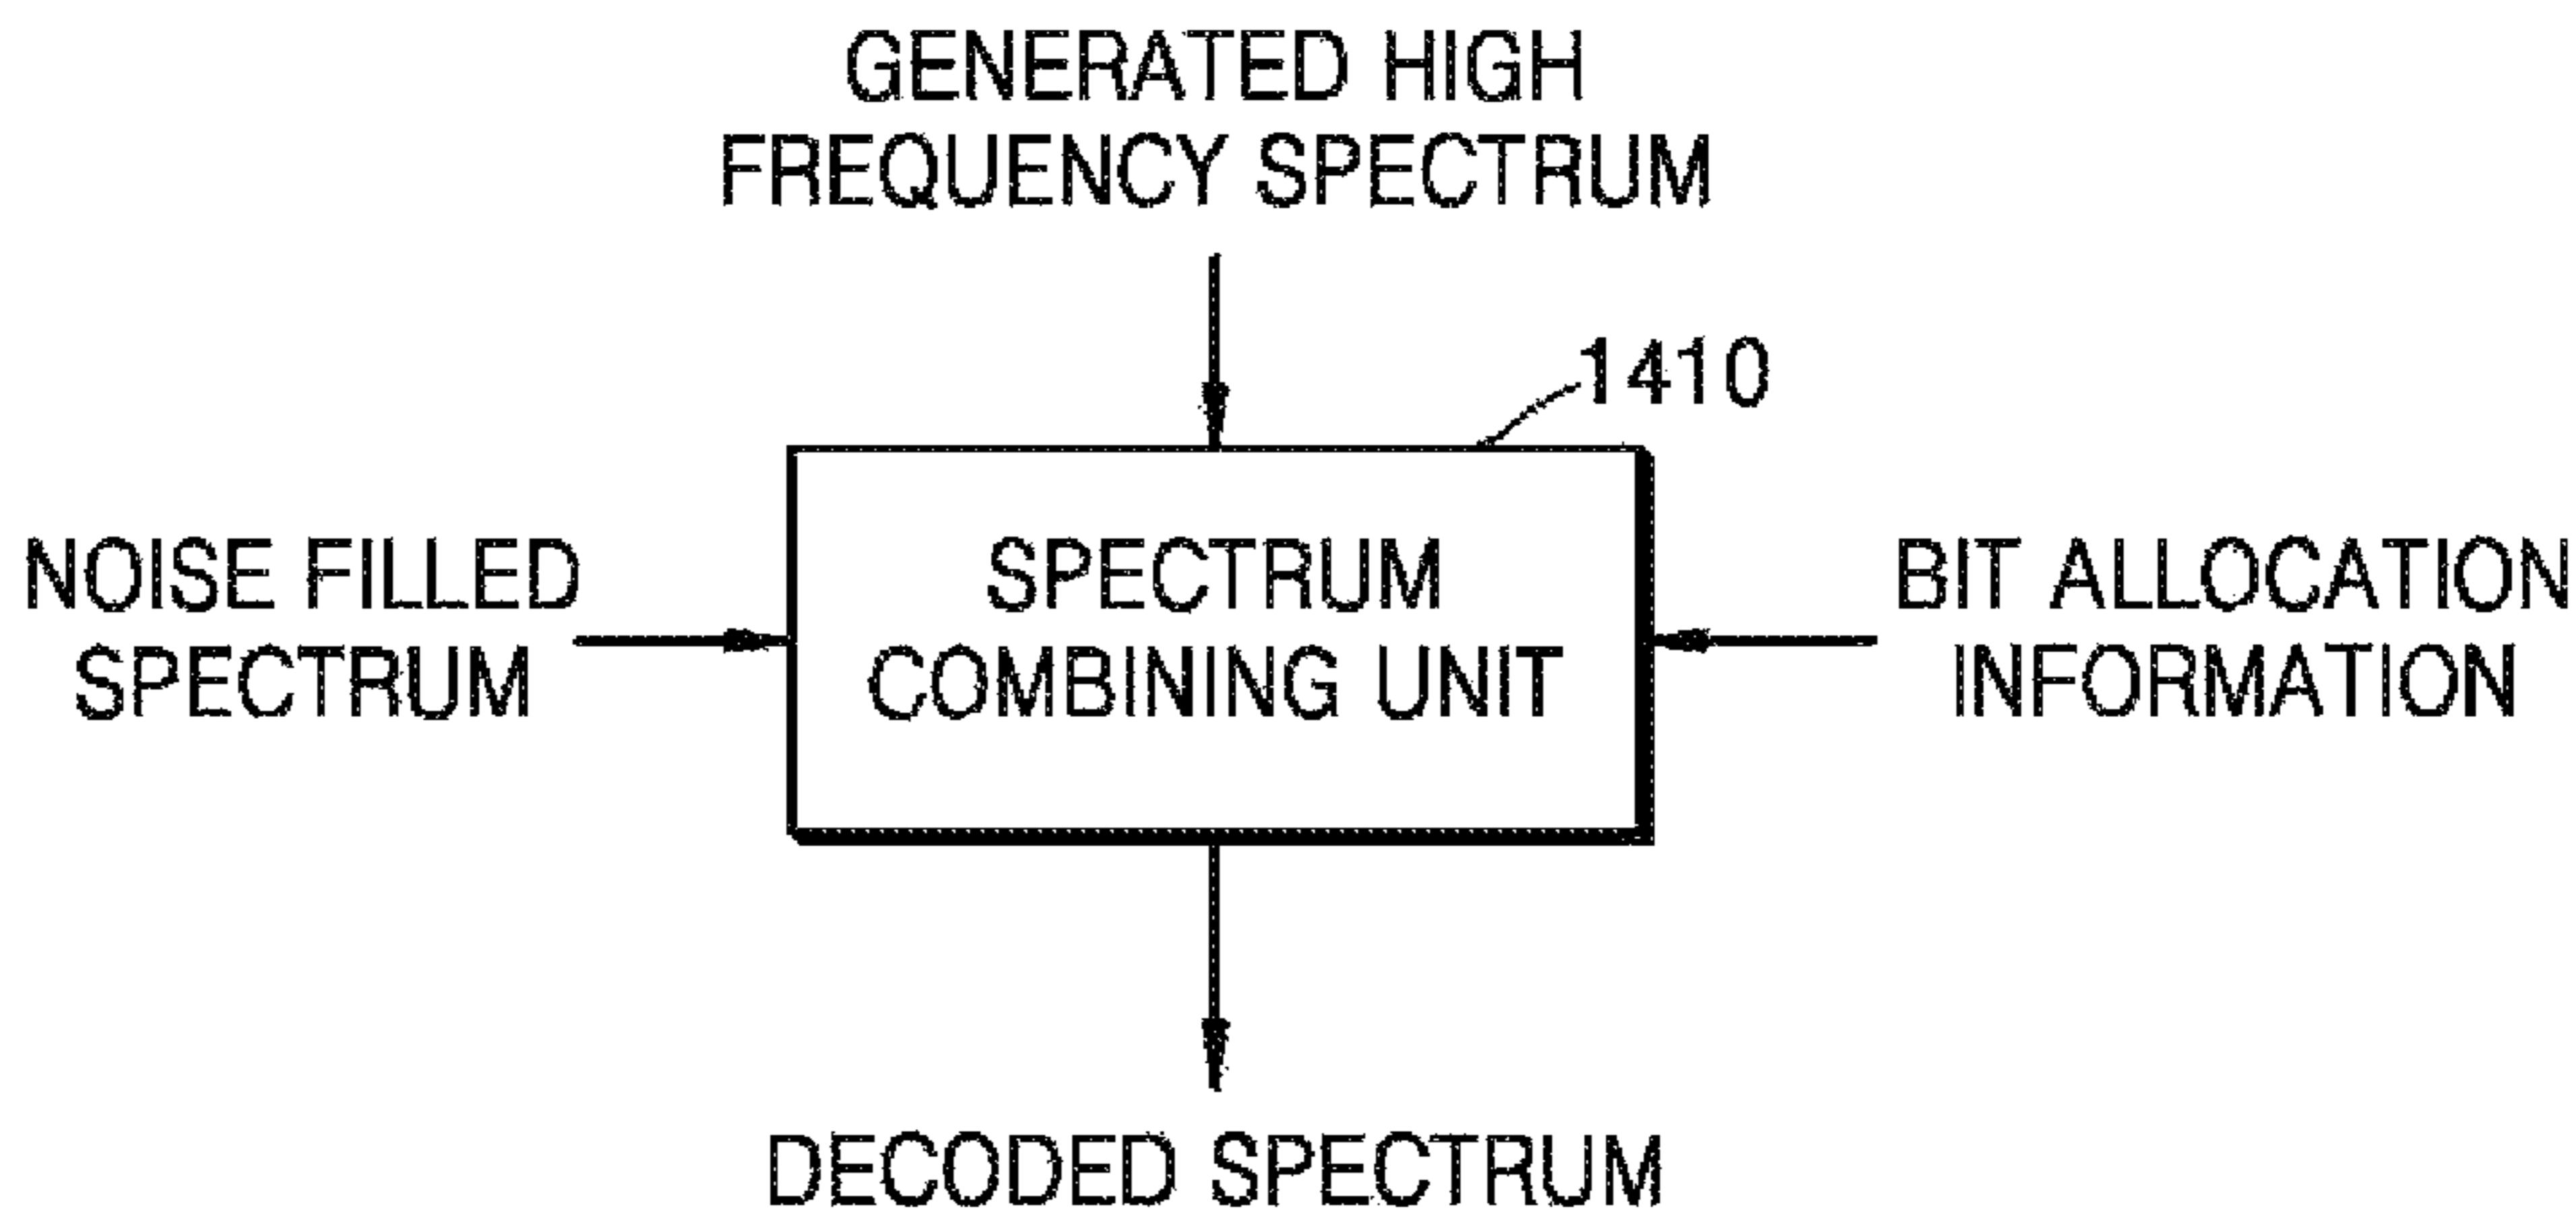 GENERATED HIGH
FREQUENCY SPECTRUM
1410
NOISE FILLED
SPECTRUM
SPECTRUM
COMBINING UNIT
BIT ALLOCATION
INFORMATION
DECODED SPECTRUM